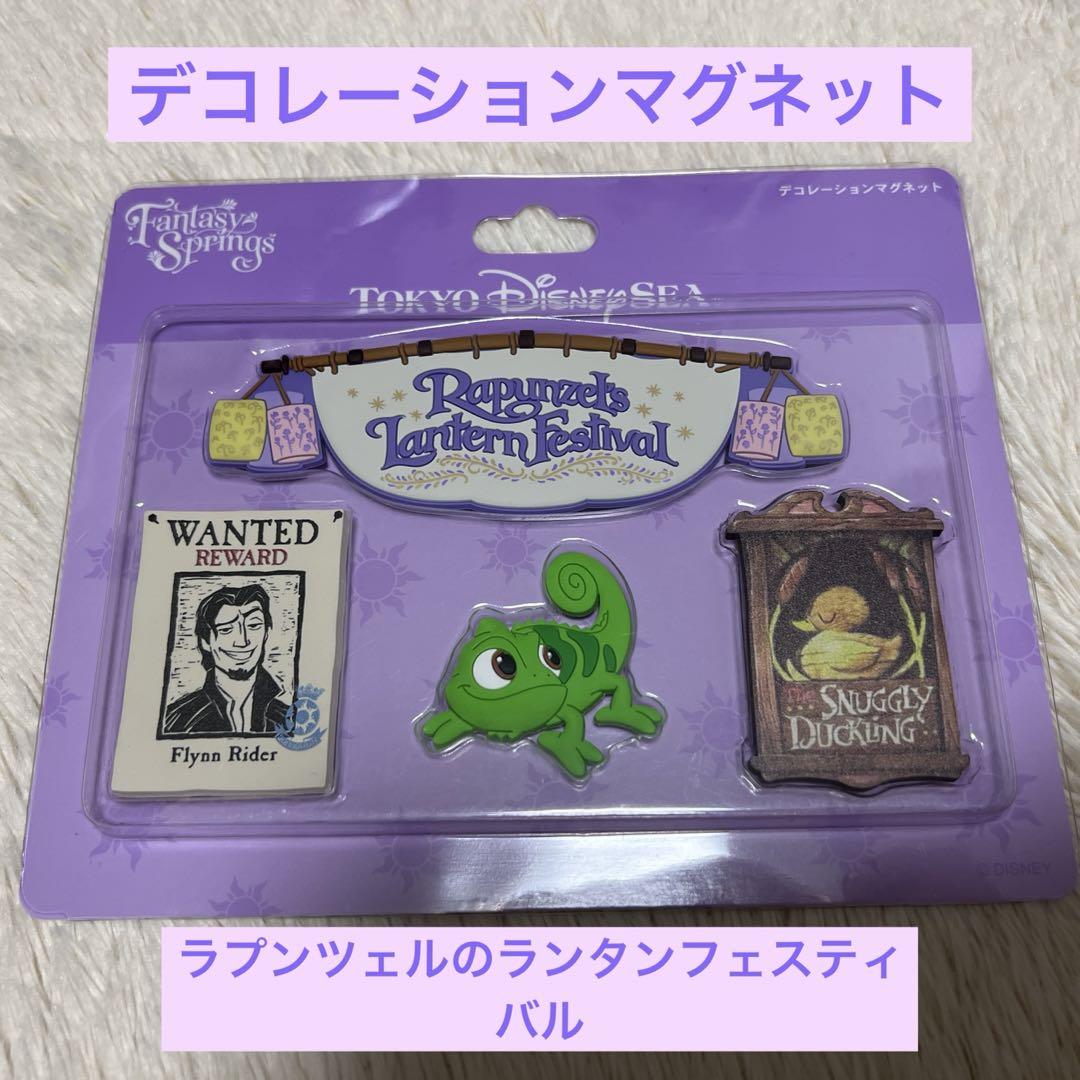 デコレーションマグネット
デコレーションマグネット
Fantasy
Springs
TOKYO DISNEY SEA
Rapunzel's
Lantern Festival
WANTED
REWARD
Flynn Rider
The SNUGGLY
DUCKLING
© DISNEY
ラプンツェルのランタンフェスティ
バル